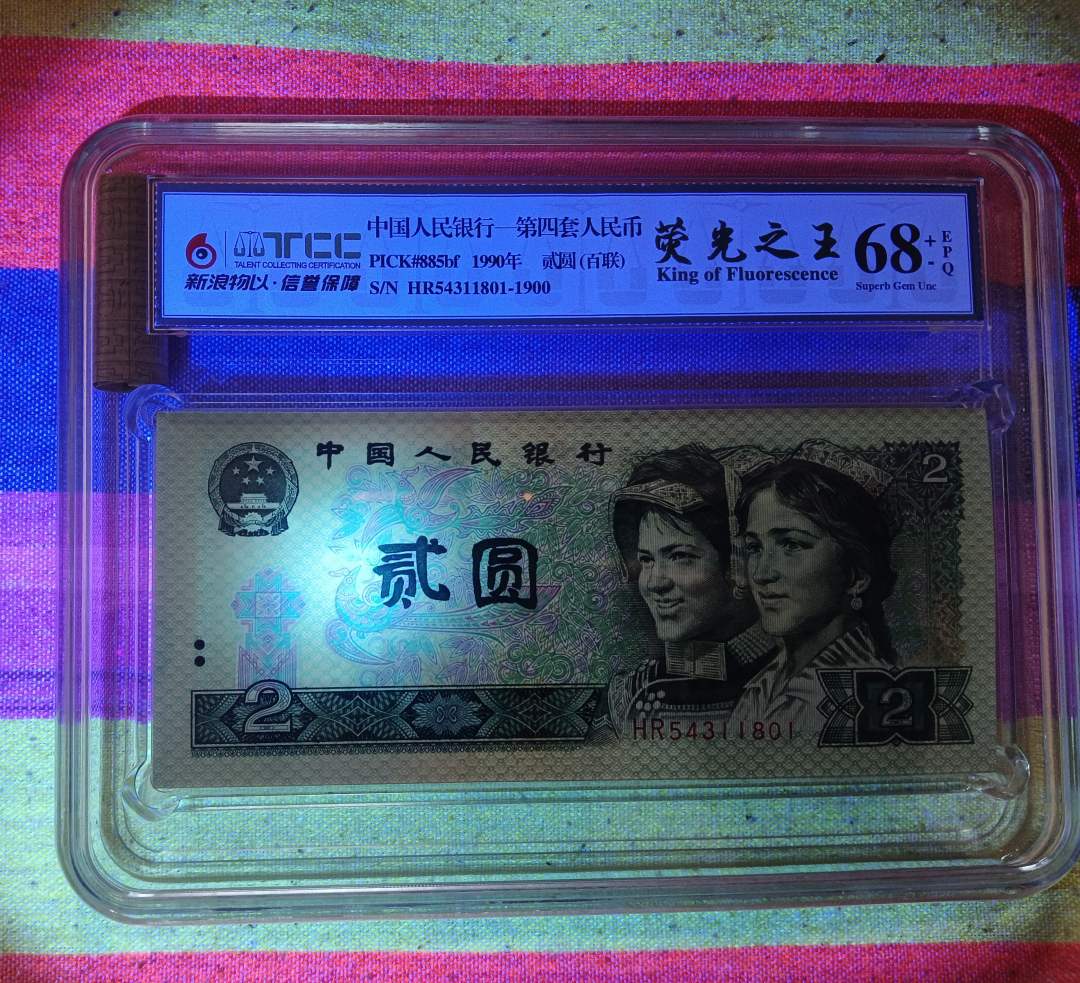 TCC
TALENT COLLECTING CERTIFICATION
新浪物以·信誉保障
中国人民银行—第四套人民币
PICK#885bf 1990年 贰圆 (百联)
S/N HR54311801-1900
荧光之王
King of Fluorescence
68
+
-
EPQ
Superb Gem Unc
中国人民银行
2
贰圆
2
HR54311801
2